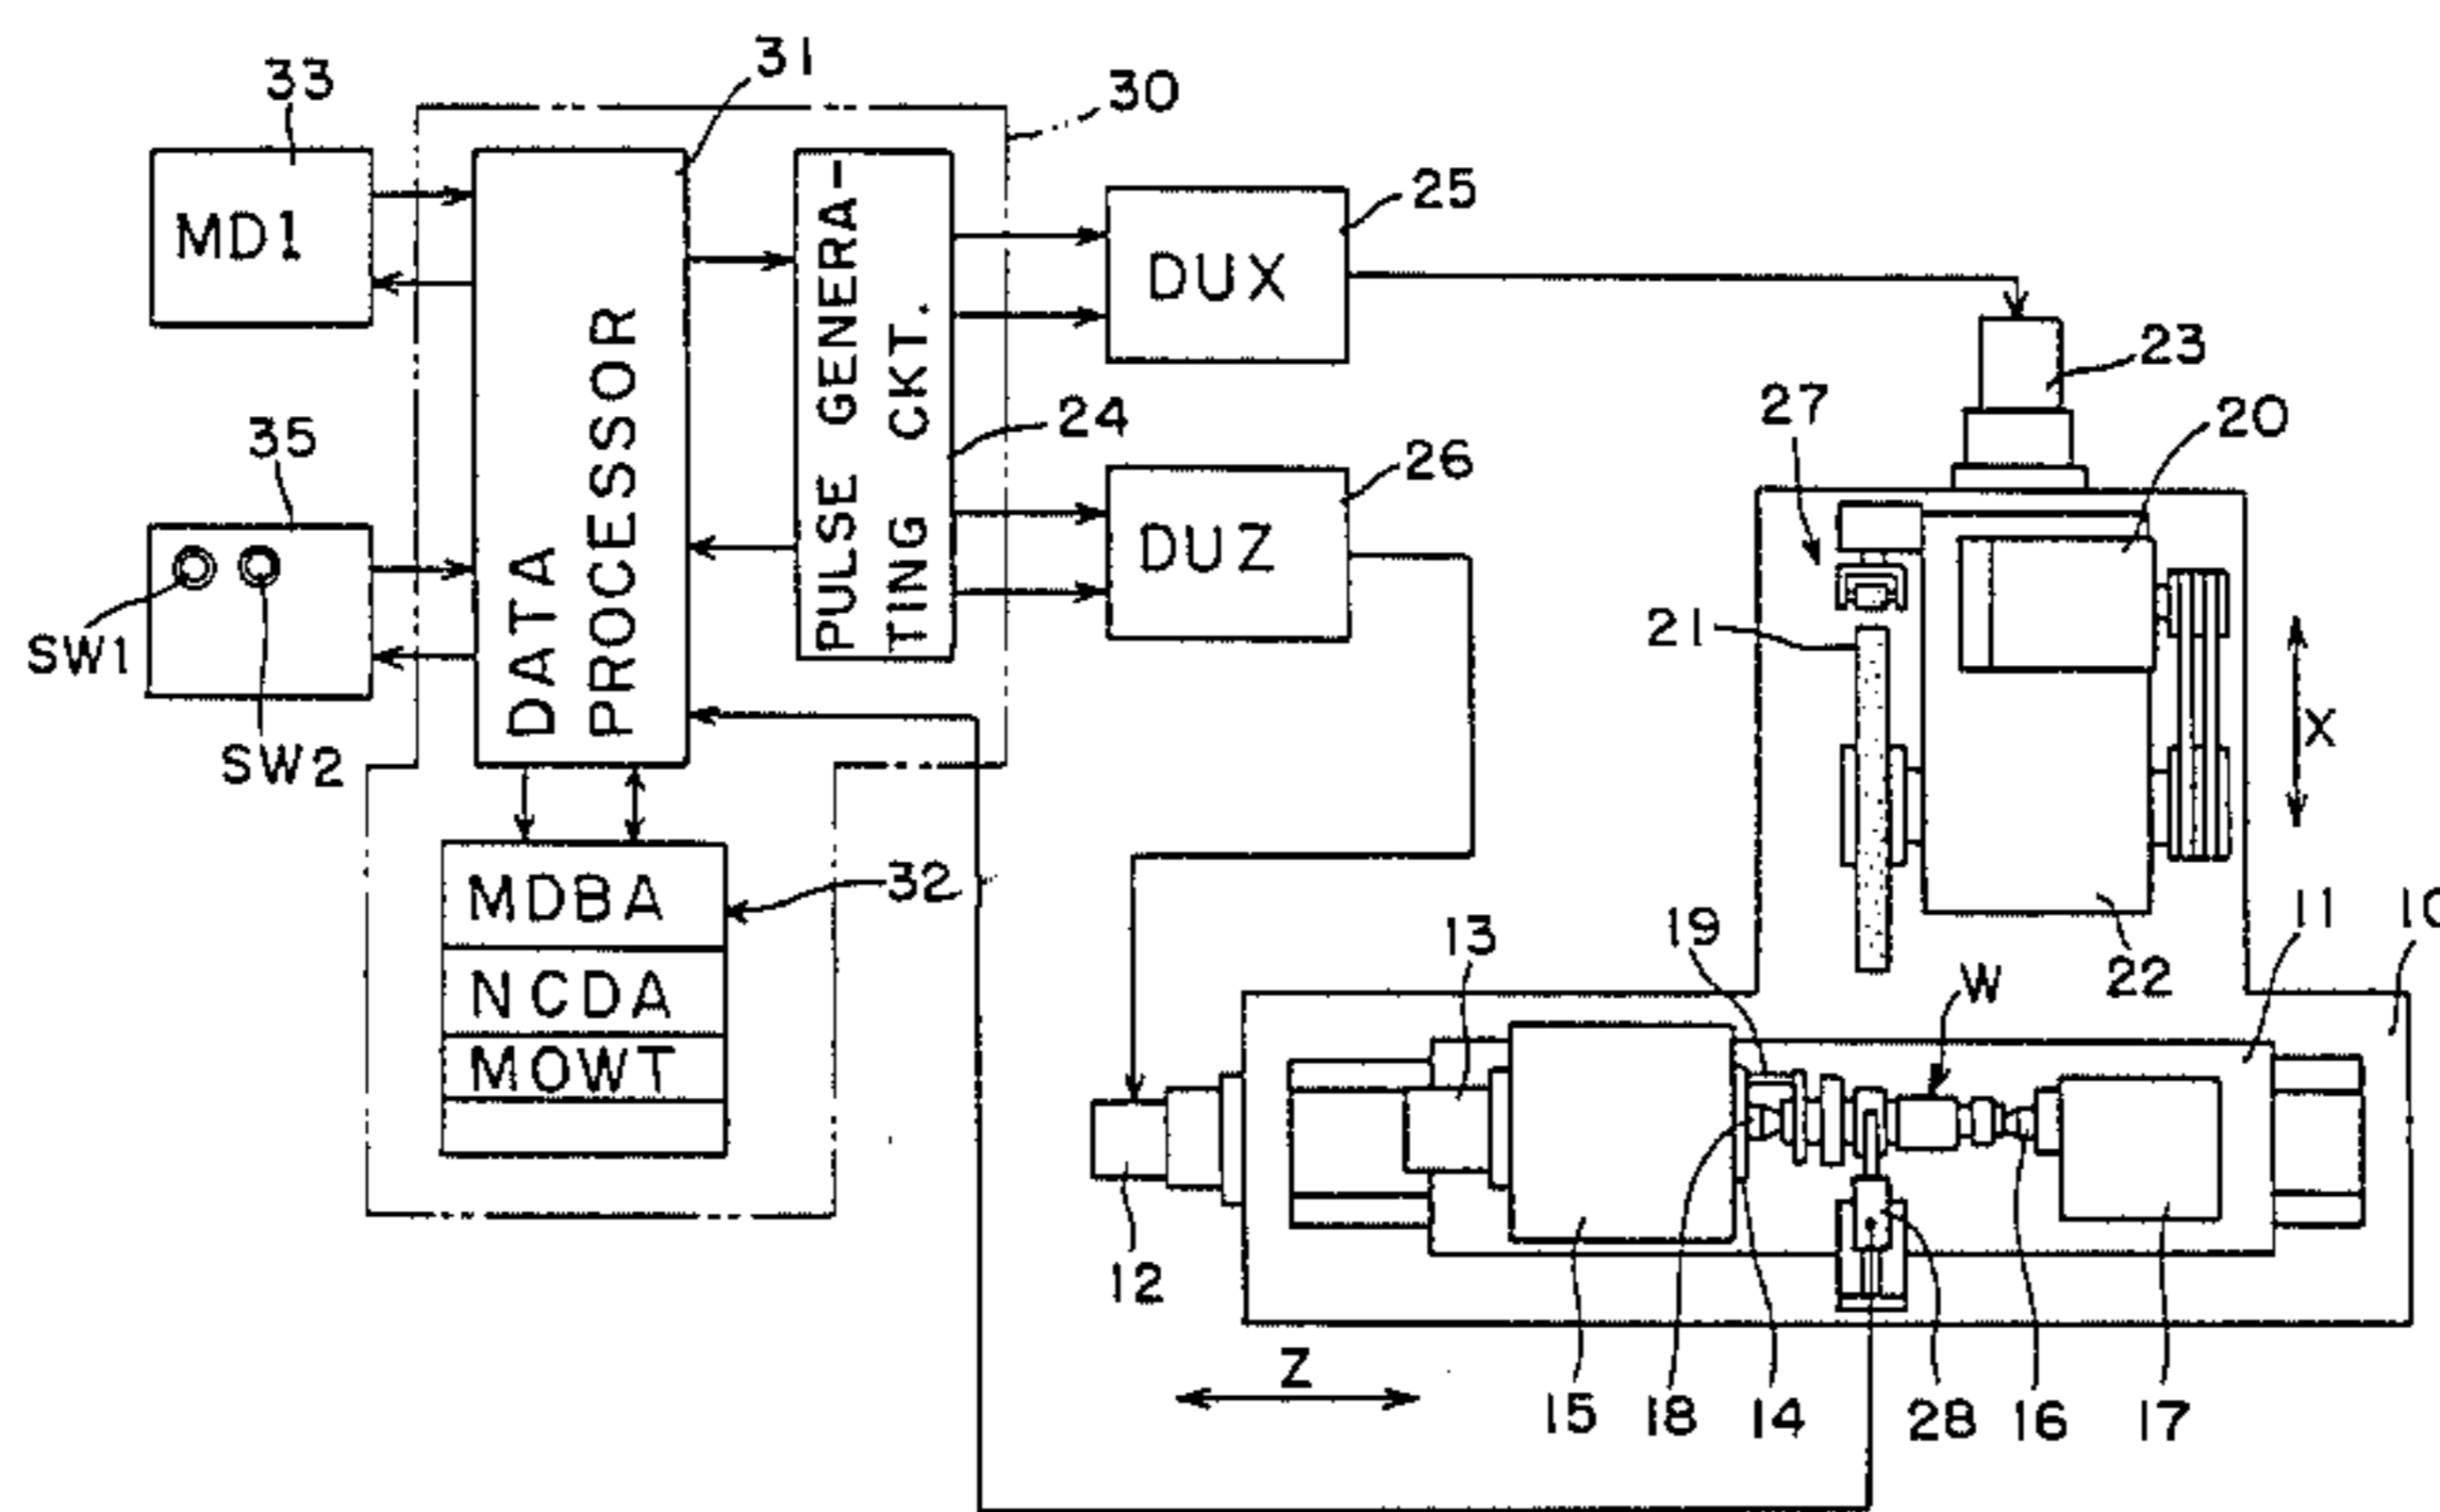 33
31
30
MD1
DATA PROCESSOR
PULSE GENERA-
TING CKT.
25
DUX
23
27
20
24
35
26
DUZ
SW1
SW2
21
X
32
MDBA
NCDA
MOWT
19
13
W
22
11
10
12
Z
15
18
14
28
16
17